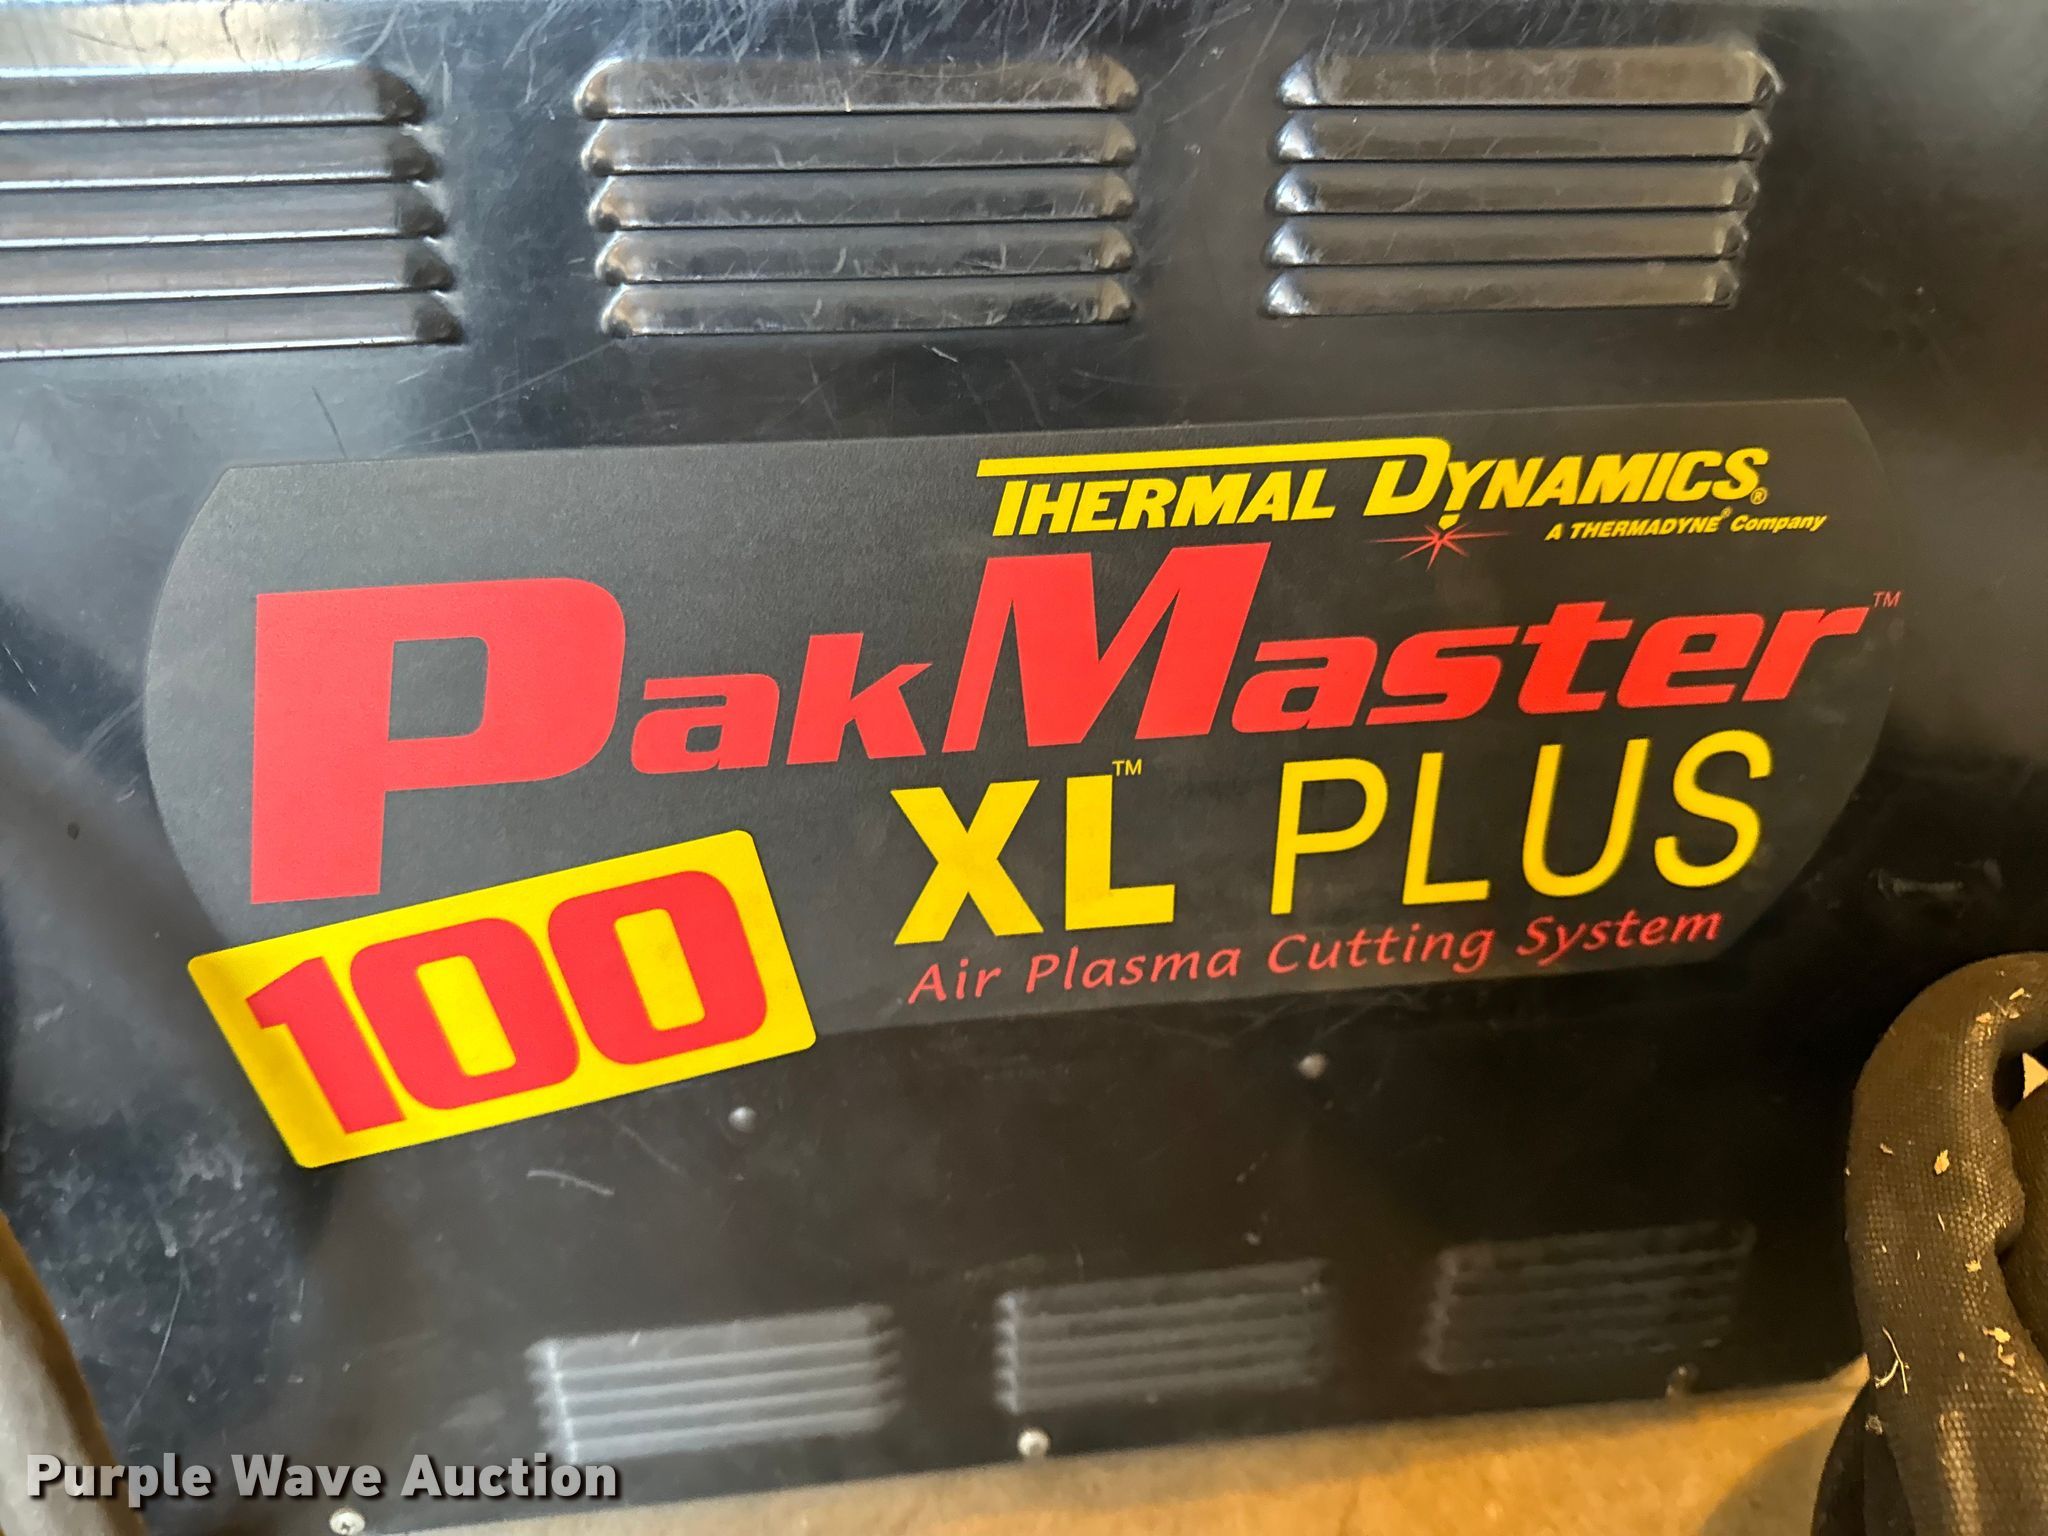 THERMAL DYNAMICS®
A THERMADYNE® Company
PakMaster™
100
XL™ PLUS
Air Plasma Cutting System
Purple Wave Auction